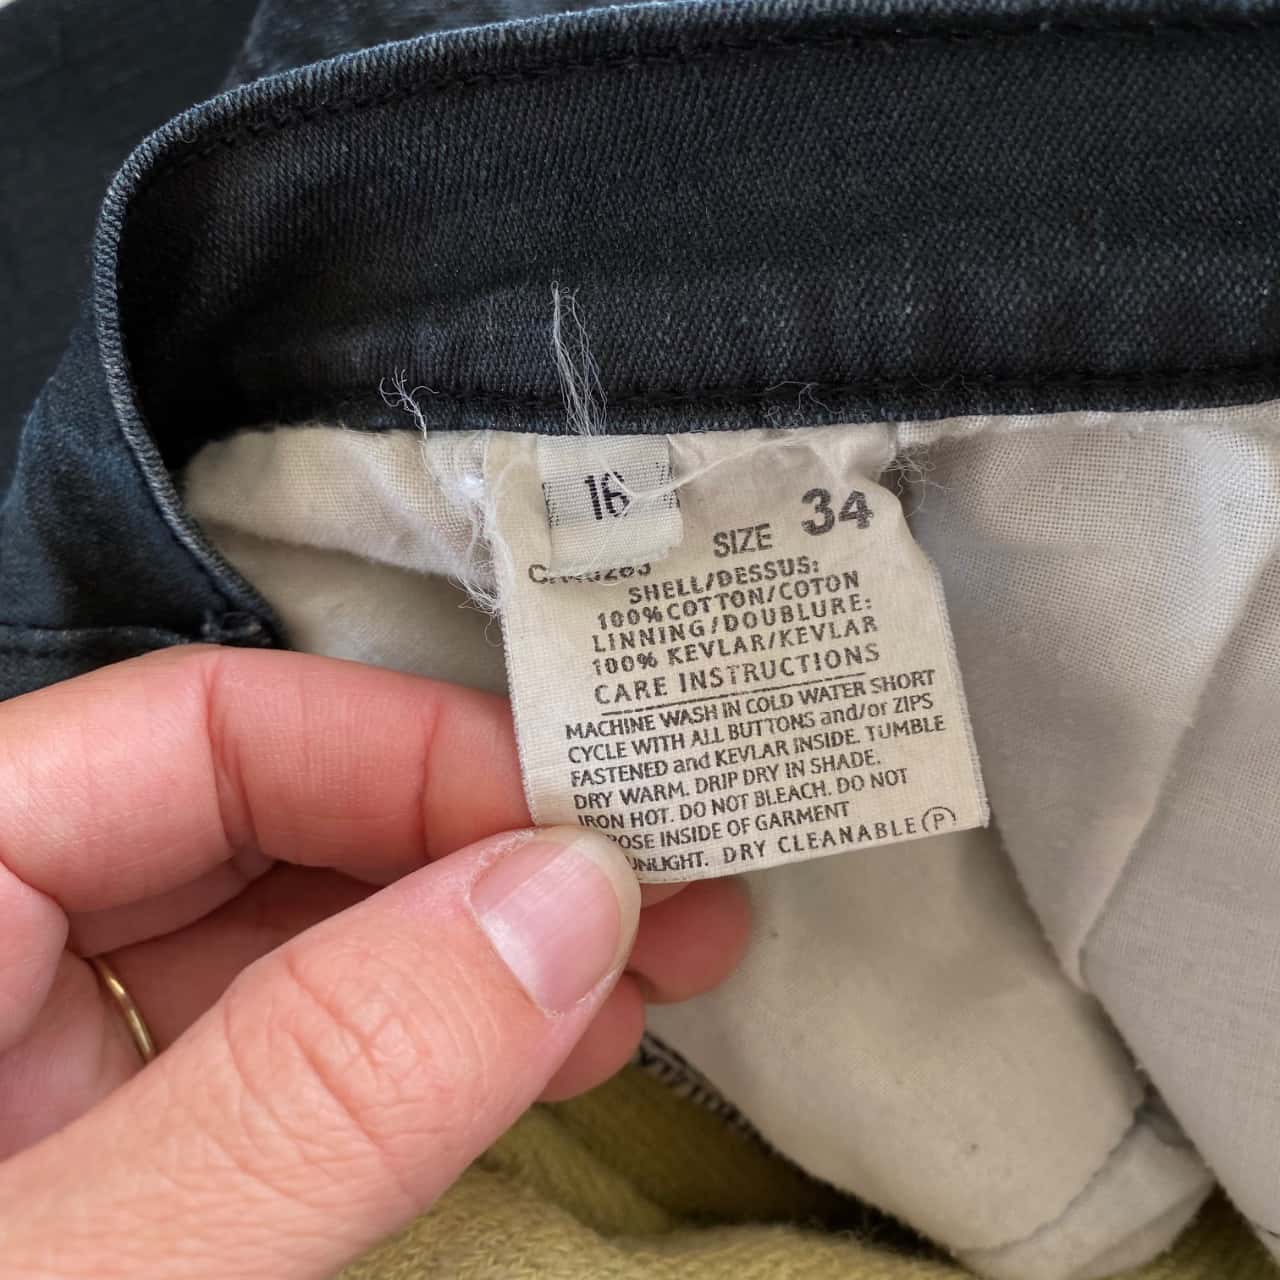 16
SIZE 34
SHELL/DESSUS:
100% COTTON/COTON
LINNING/DOUBLURE:
100% KEVLAR/KEVLAR
CARE INSTRUCTIONS
MACHINE WASH IN COLD WATER SHORT
CYCLE WITH ALL BUTTONS and/or ZIPS
FASTENED and KEVLAR INSIDE. TUMBLE
DRY WARM. DRIP DRY IN SHADE.
IRON HOT. DO NOT BLEACH. DO NOT
INSIDE OF GARMENT
DRY CLEANABLE (P)